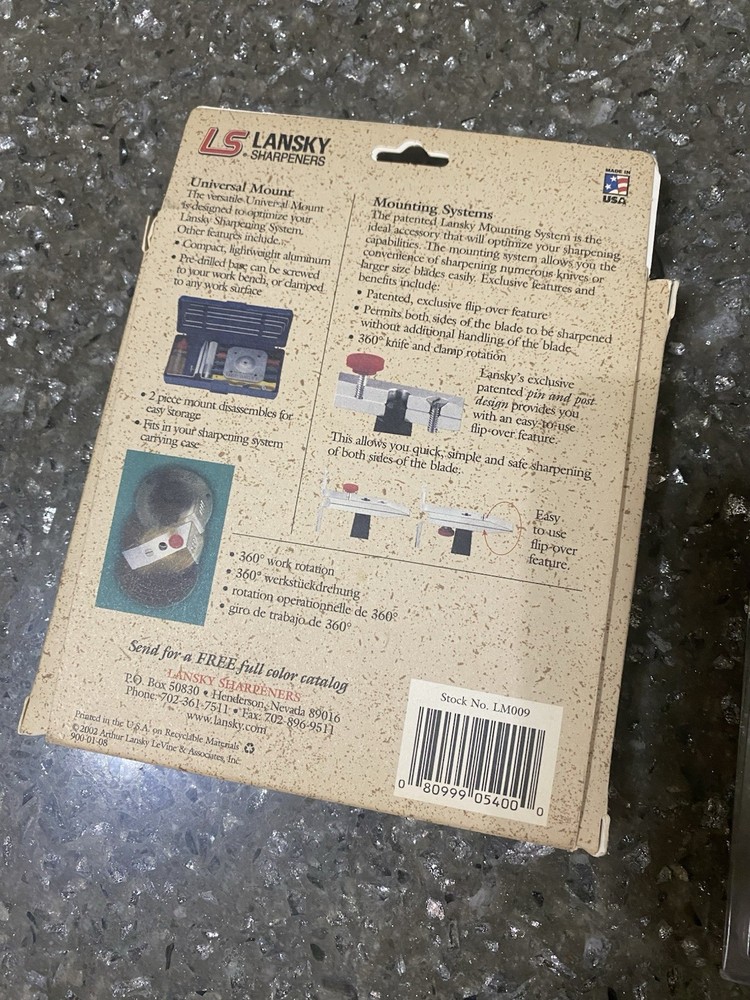 LS LANSKY
SHARPENERS
MADE IN
USA
Universal Mount
The versatile Universal Mount
is designed to optimize your
Lansky Sharpening System.
Other features include...
• Compact, lightweight aluminum
• Pre-drilled base can be screwed
to your work bench, or clamped
to any work surface
• 2 piece mount disassembles for
easy storage
• Fits in your sharpening system
carrying case
Mounting Systems
The patented Lansky Mounting System is the
ideal accessory that will optimize your sharpening
capabilities. The mounting system allows you the
convenience of sharpening numerous knives or
larger size blades easily. Exclusive features and
benefits include:
• Patented, exclusive flip-over feature
• Permits both sides of the blade to be sharpened
without additional handling of the blade
• 360° knife and clamp rotation
Lansky's exclusive
patented pin and post
design provides you
with an easy-to-use
flip-over feature.
This allows you quick, simple and safe sharpening
of both sides of the blade.
Easy
to-use
flip-over
feature.
• 360° work rotation
• 360° werkstückdrehung
• rotation operationnelle de 360°
• giro de trabajo de 360°
Send for a FREE full color catalog
LANSKY SHARPENERS
P.O. Box 50830 • Henderson, Nevada 89016
Phone: 702-361-7511 • Fax: 702-896-9511
www.lansky.com
Printed in the U.S.A. on Recyclable Materials
©2002 Arthur Lansky LeVine & Associates, Inc.
900-01-08
Stock No. LM009
0 80999 05400 0